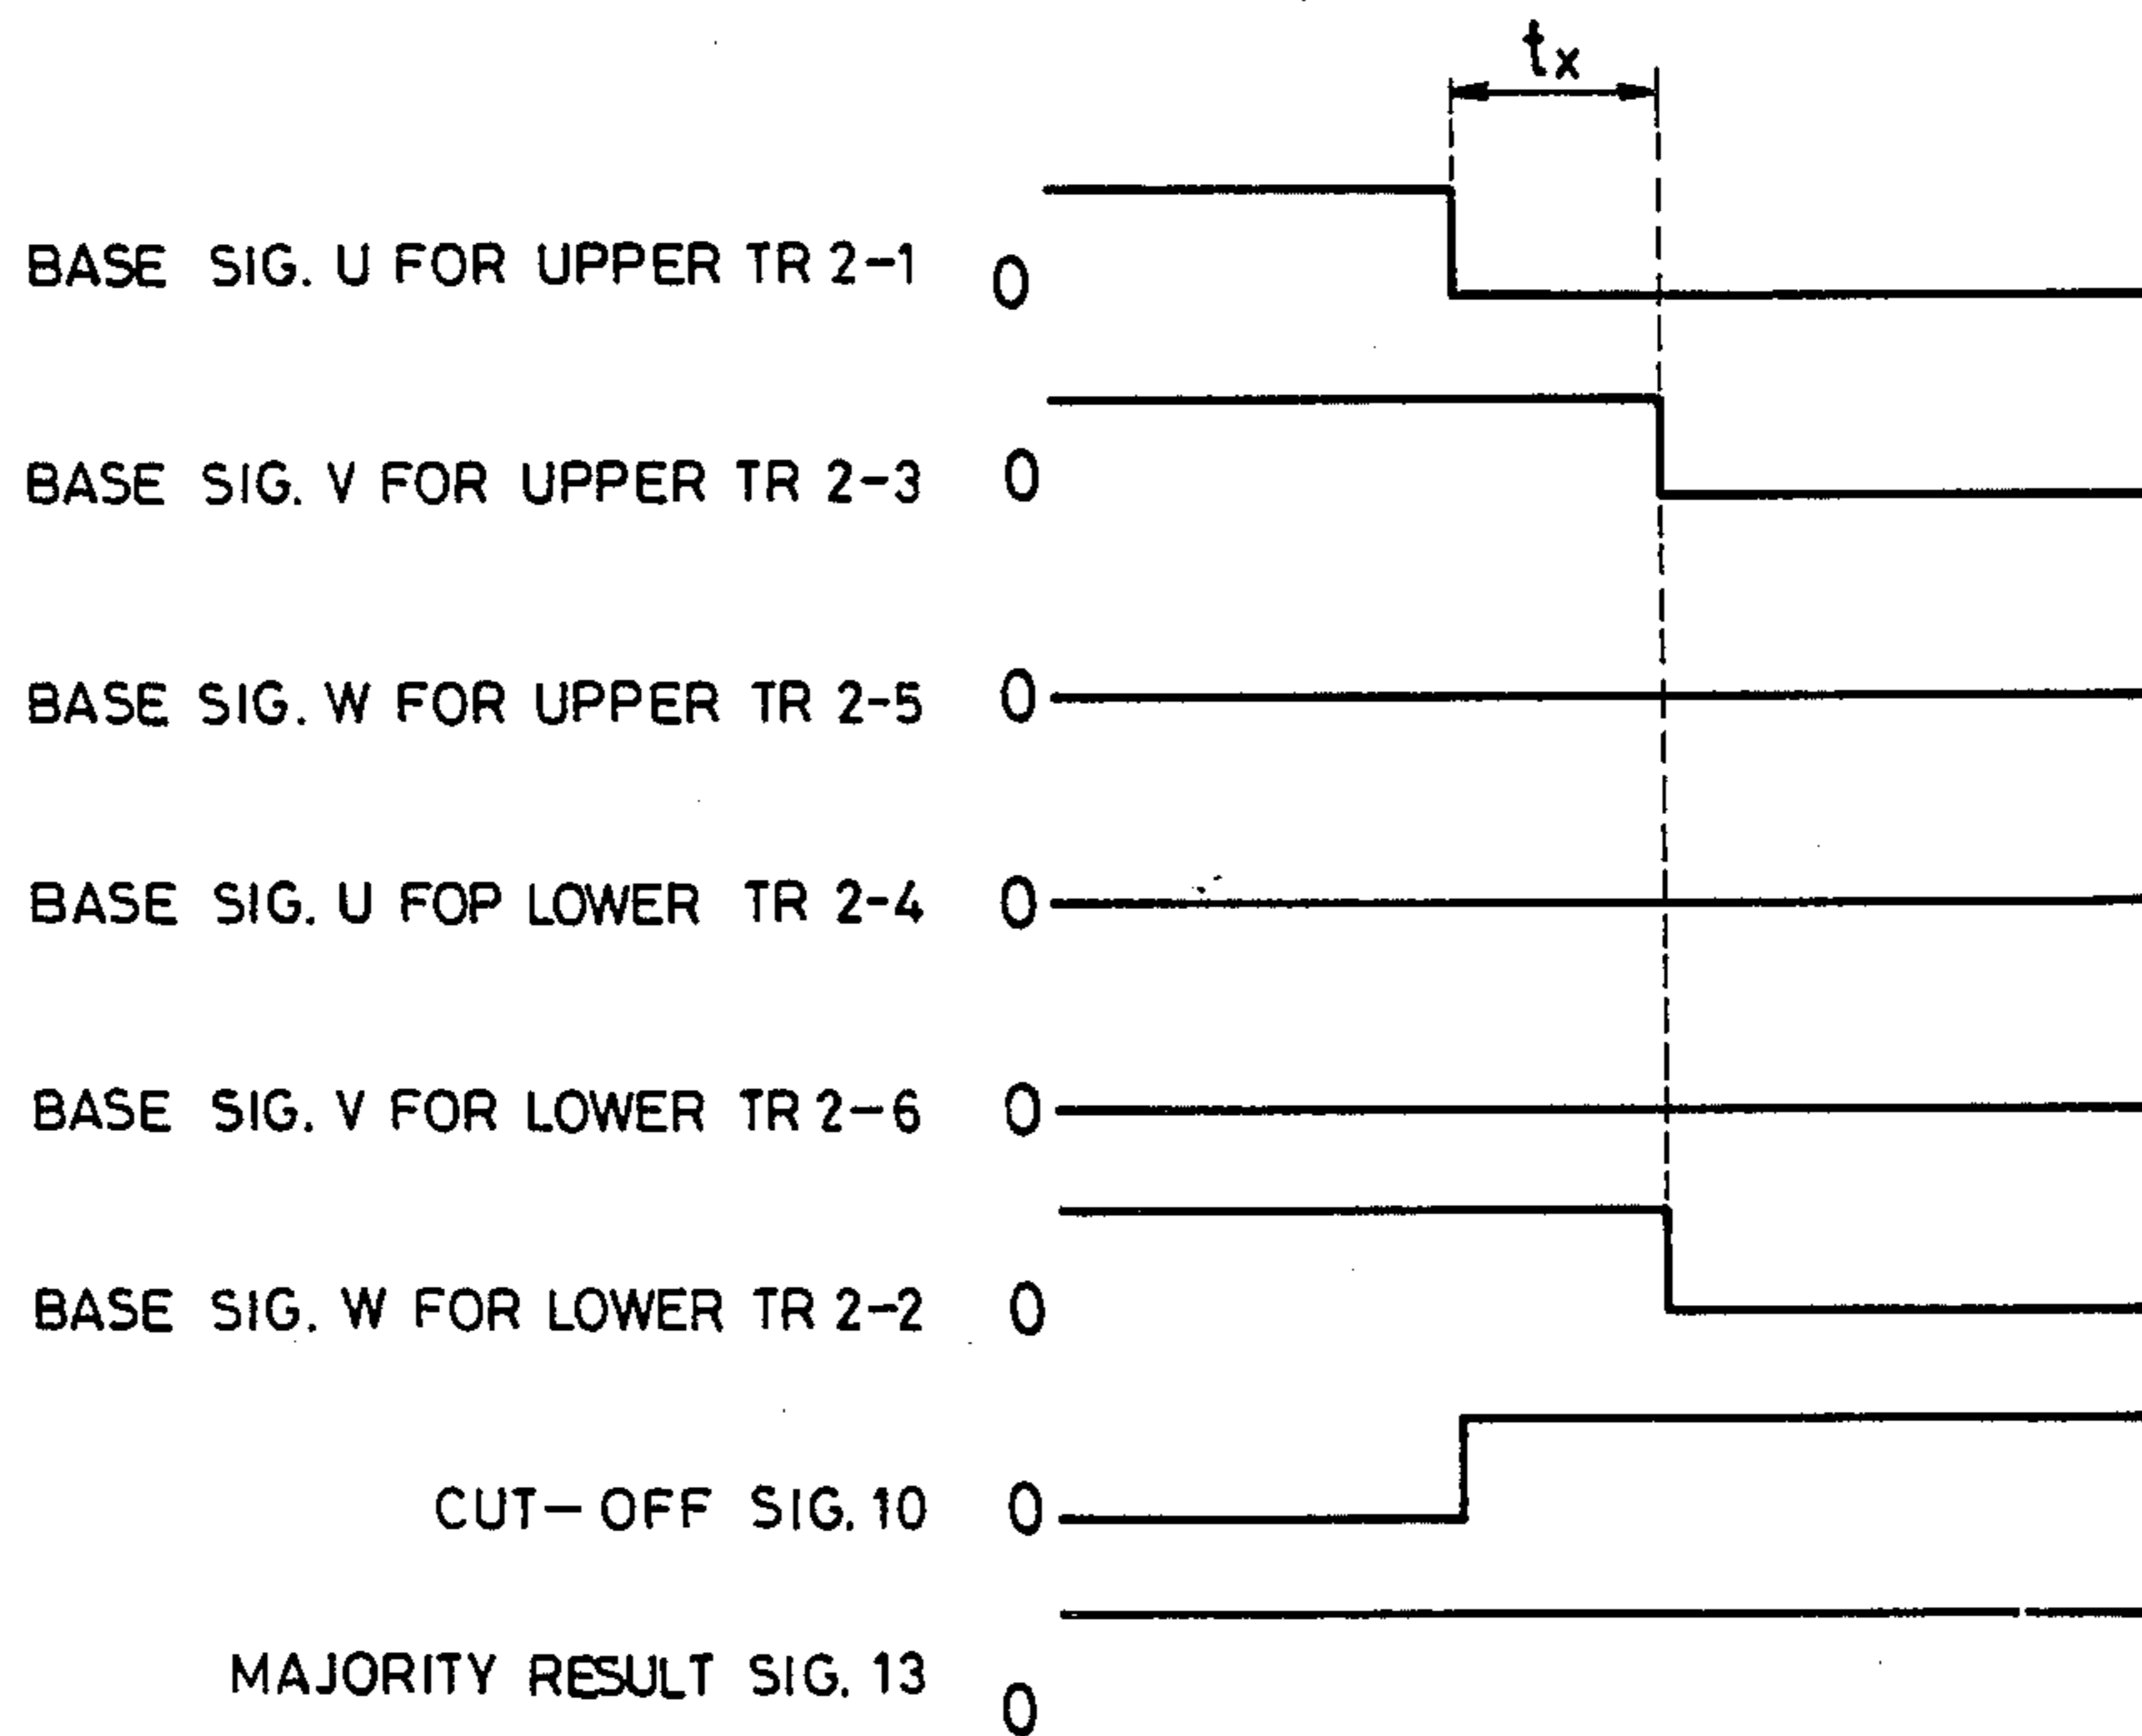 tx
BASE SIG. U FOR UPPER TR 2-1 0
BASE SIG. V FOR UPPER TR 2-3 0
BASE SIG. W FOR UPPER TR 2-5 0
BASE SIG. U FOP LOWER TR 2-4 0
BASE SIG. V FOR LOWER TR 2-6 0
BASE SIG. W FOR LOWER TR 2-2 0
CUT-OFF SIG. 10 0
MAJORITY RESULT SIG. 13 0